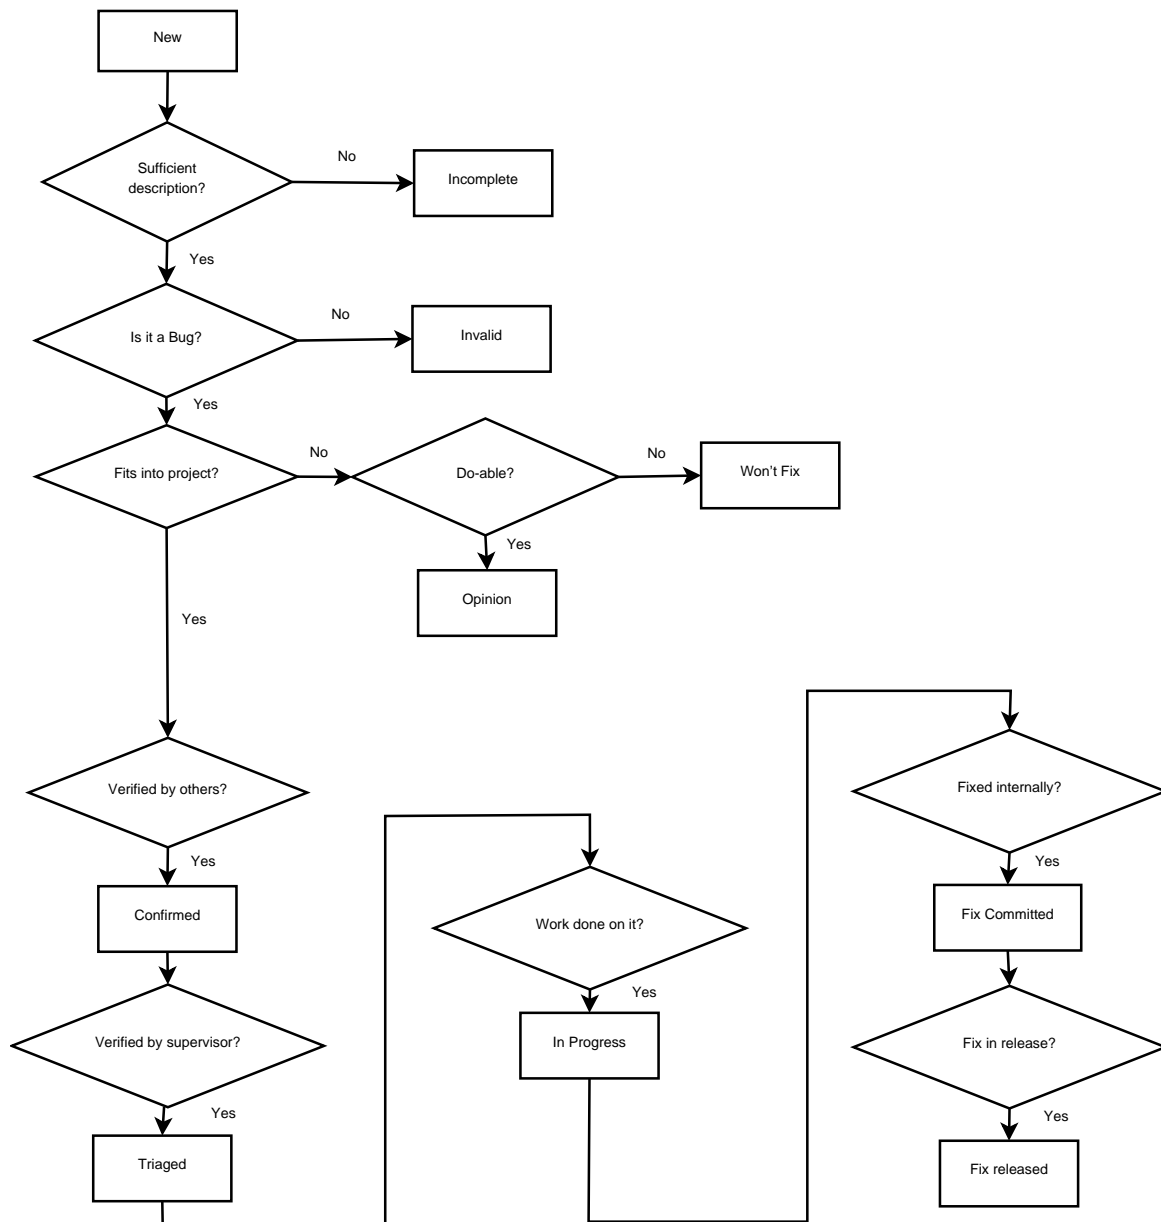 New
Sufficient
description?
No
Incomplete
Yes
Is it a Bug?
No
Invalid
Yes
Fits into project?
No
Do-able?
No
Won't Fix
Yes
Opinion
Yes
Verified by others?
Yes
Confirmed
Verified by supervisor?
Yes
Triaged
Work done on it?
Yes
In Progress
Fixed internally?
Yes
Fix Committed
Fix in release?
Yes
Fix released